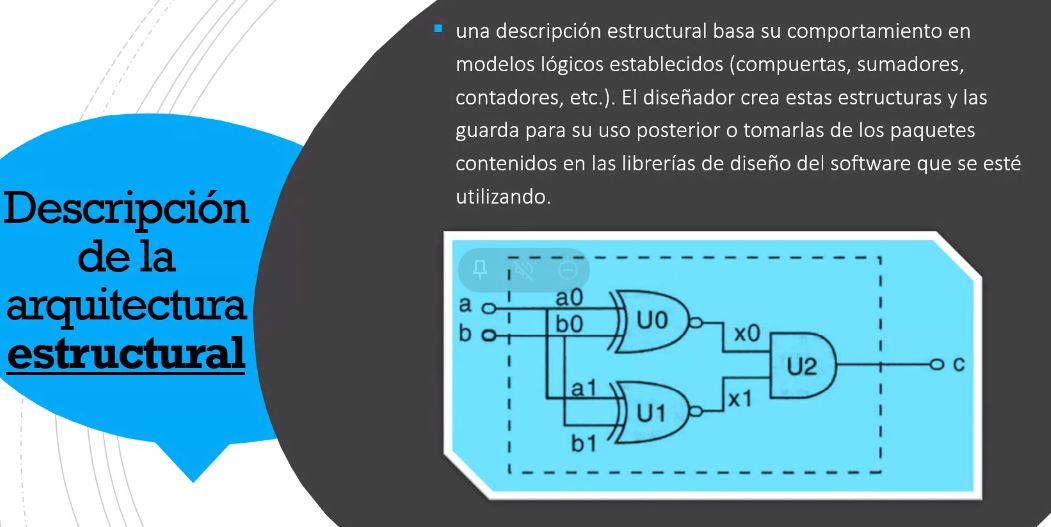 Descripción
de la
arquitectura
estructural
una descripción estructural basa su comportamiento en
modelos lógicos establecidos (compuertas, sumadores,
contadores, etc.). El diseñador crea estas estructuras y las
guarda para su uso posterior o tomarlas de los paquetes
contenidos en las librerías de diseño del software que se esté
utilizando.
a a0
b b0
U0
x0
U2
c
a1
U1
x1
b1